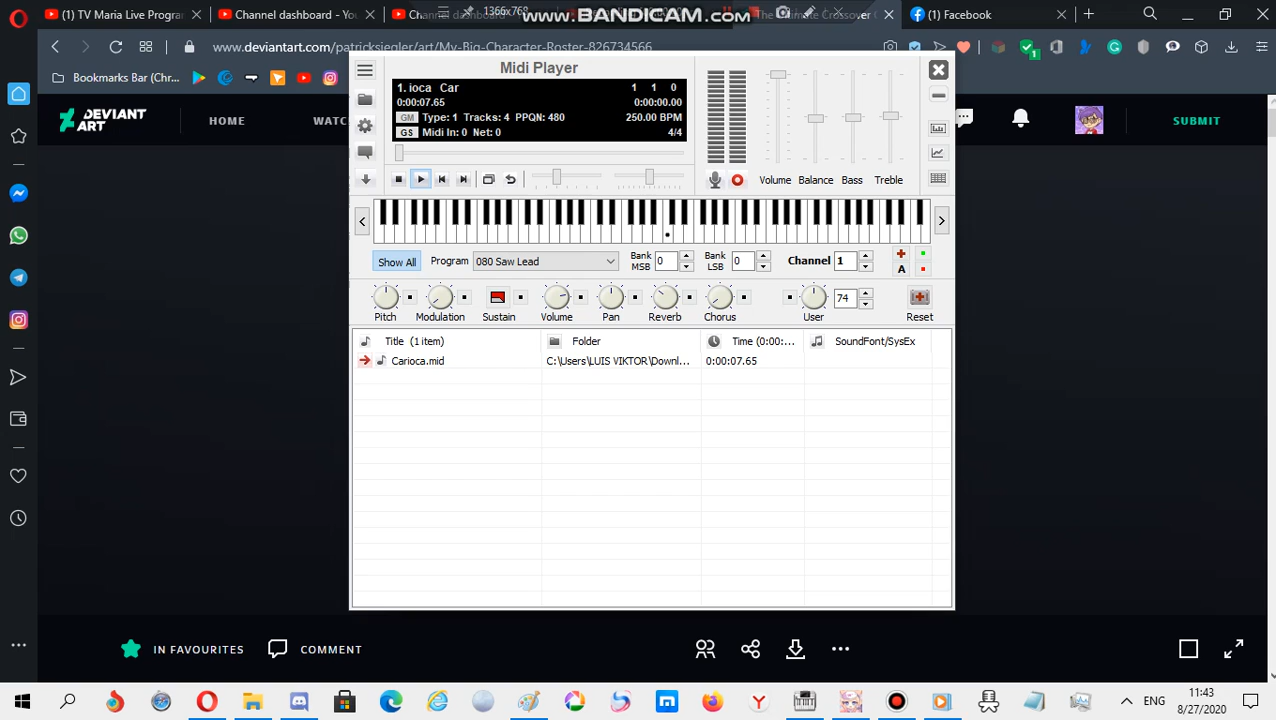 (1) TV Maria Live Progra
Channel dashboard - Yo
Channel dashboard
1366x768
www.BANDICAM.com
The Ultimate Crossover
(1) Facebook
www.deviantart.com/patricksiegler/art/My-Big-Character-Roster-826734566
Bookmarks Bar (Chr...
DEVIANT ART
HOME
WATC
SUBMIT
Midi Player
1. ioca Car
1 1 0
0:00:07.65
0:00:00.00
GM Type: 1 Tracks: 4 PPQN: 480
250.00 BPM
GS Midi In: 0 Net: 0
4/4
Volume Balance Bass Treble
Show All
Program
080 Saw Lead
Bank MSB
0
Bank LSB
0
Channel
1
A
74
Pitch Modulation Sustain Volume Pan Reverb Chorus User Reset
Title (1 item)
Folder
Time (0:00:...
SoundFont/SysEx
Carioca.mid
C:\Users\LUIS VIKTOR\Downl...
0:00:07.65
IN FAVOURITES
COMMENT
ENG
11:43
8/27/2020